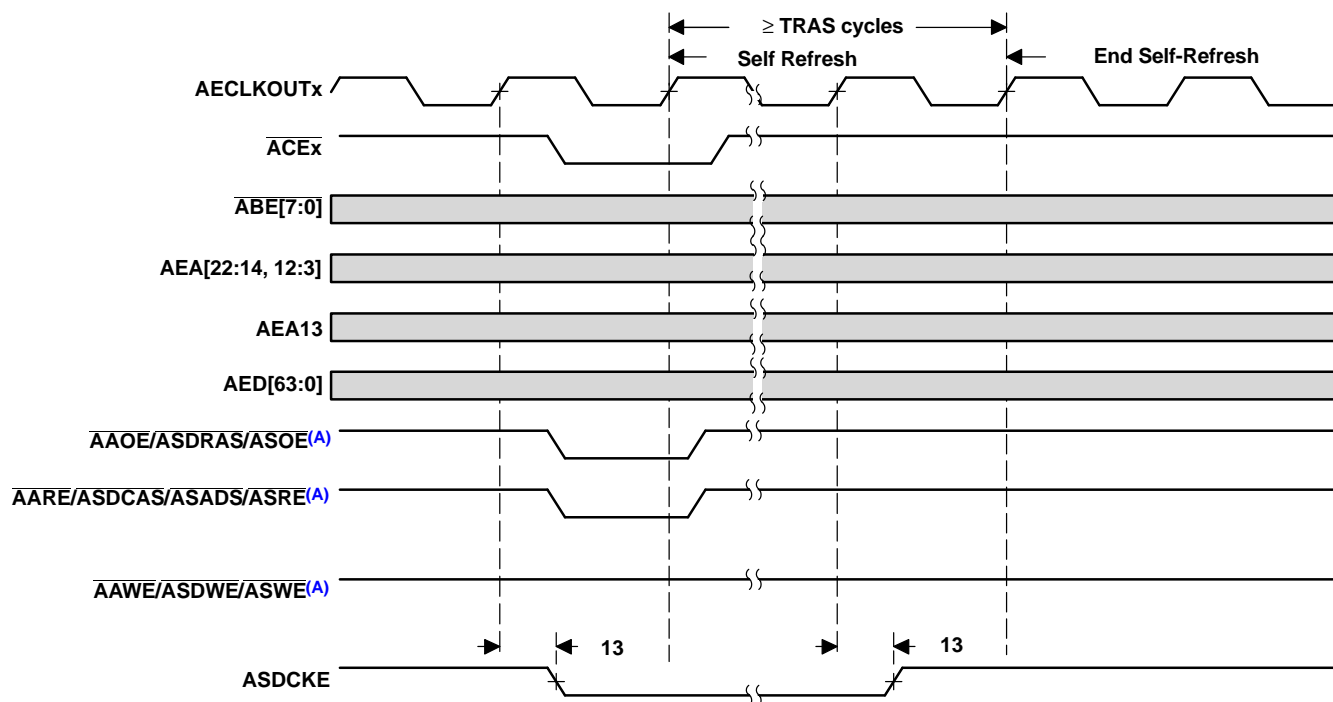 ≥ TRAS cycles
Self Refresh
End Self-Refresh
AECLKOUTx
ACEx
ABE[7:0]
AEA[22:14, 12:3]
AEA13
AED[63:0]
AAOE/ASDRAS/ASOE(A)
AARE/ASDCAS/ASADS/ASRE(A)
AAWE/ASDWE/ASWE(A)
13
13
ASDCKE